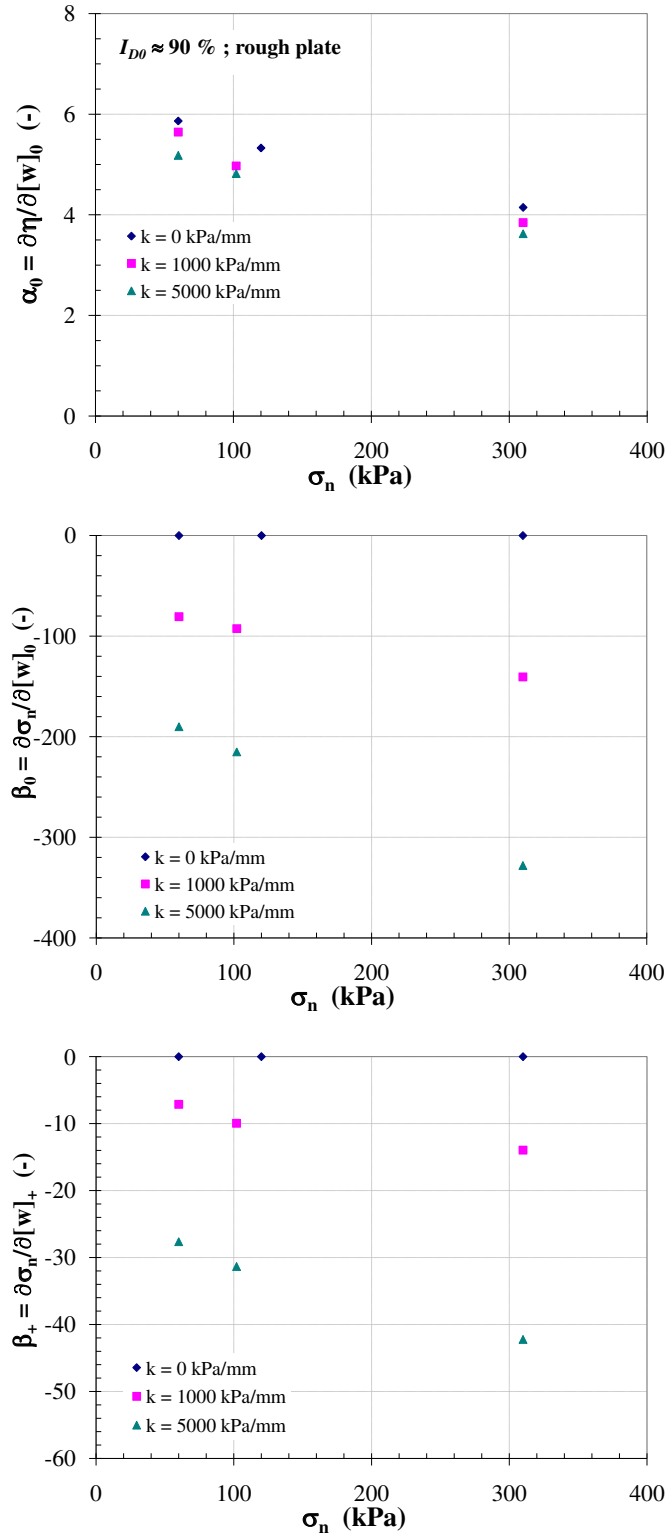 I_D0 ≈ 90 % ; rough plate
8
6
4
2
0
α₀ = ∂η/∂[w]₀ (-)
k = 0 kPa/mm
k = 1000 kPa/mm
k = 5000 kPa/mm
0 100 200 300 400
σₙ (kPa)
0
-100
-200
-300
-400
β₀ = ∂σₙ/∂[w]₀ (-)
k = 0 kPa/mm
k = 1000 kPa/mm
k = 5000 kPa/mm
0 100 200 300 400
σₙ (kPa)
0
-10
-20
-30
-40
-50
-60
β₊ = ∂σₙ/∂[w]₊ (-)
k = 0 kPa/mm
k = 1000 kPa/mm
k = 5000 kPa/mm
0 100 200 300 400
σₙ (kPa)